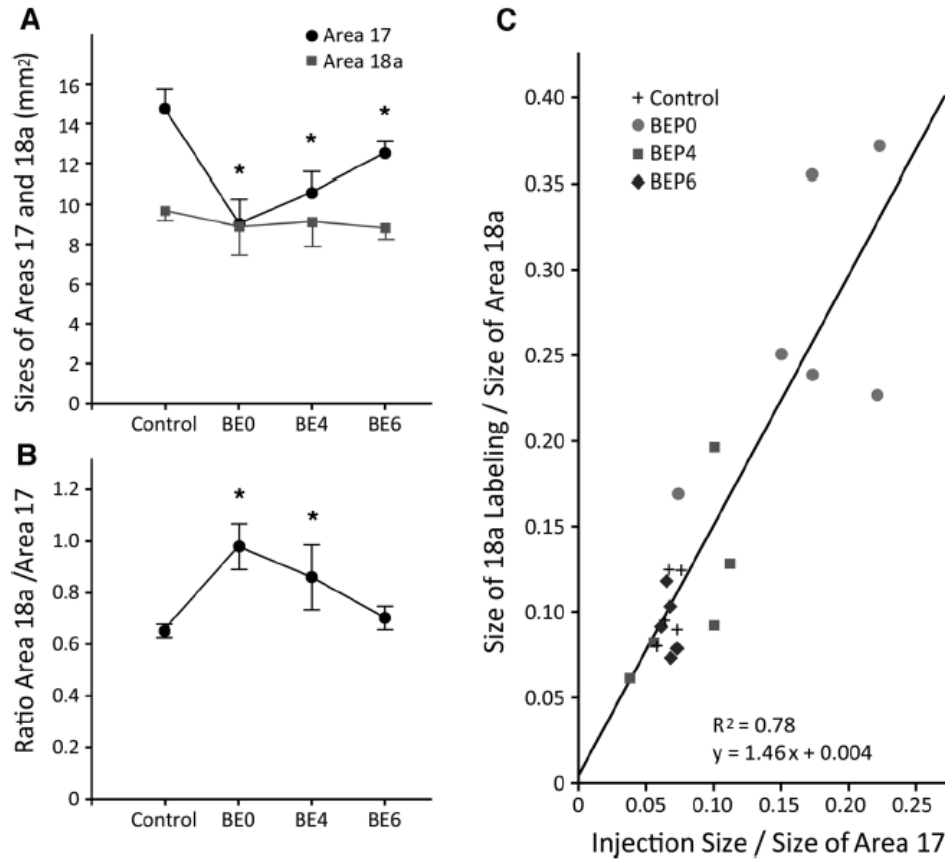 A
Area 17
Area 18a
Sizes of Areas 17 and 18a (mm²)
16
14
12
10
8
6
4
2
0
* * *
Control BE0 BE4 BE6
B
Ratio Area 18a /Area 17
1.2
1.0
0.8
0.6
0.4
0.2
0
* *
Control BE0 BE4 BE6
C
Control
BEP0
BEP4
BEP6
Size of 18a Labeling / Size of Area 18a
0.40
0.35
0.30
0.25
0.20
0.15
0.10
0.05
0
R² = 0.78
y = 1.46x + 0.004
0 0.05 0.10 0.15 0.20 0.25
Injection Size / Size of Area 17